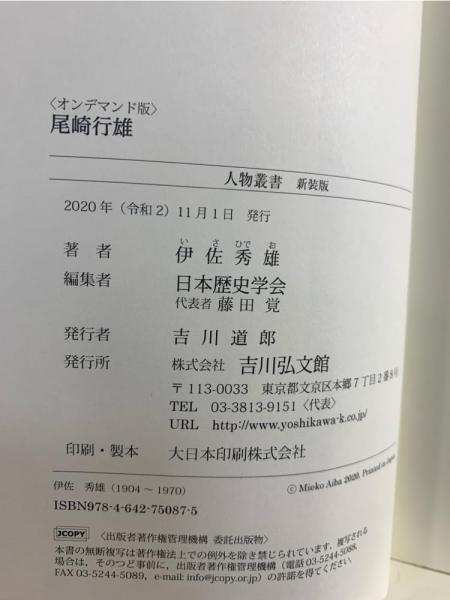 〈オンデマンド版〉
尾崎行雄
人物叢書 新装版
2020年(令和2)11月1日 発行
いさひでお
著者 伊佐秀雄
編集者 日本歴史学会
代表者 藤田覚
発行者 吉川道郎
発行所 株式会社 吉川弘文館
〒113-0033 東京都文京区本郷7丁目2番8号
TEL 03-3813-9151〈代表〉
URL http://www.yoshikawa-k.co.jp/
印刷・製本 大日本印刷株式会社
伊佐 秀雄(1904～1970)
© Mieko Aiba 2020. Printed in Japan
ISBN978-4-642-75087-5
JCOPY 〈出版者著作権管理機構 委託出版物〉
本書の無断複写は著作権法上での例外を除き禁じられています．複写される
場合は，そのつど事前に，出版者著作権管理機構(電話 03-5244-5088,
FAX 03-5244-5089, e-mail: info@jcopy.or.jp)の許諾を得てください．